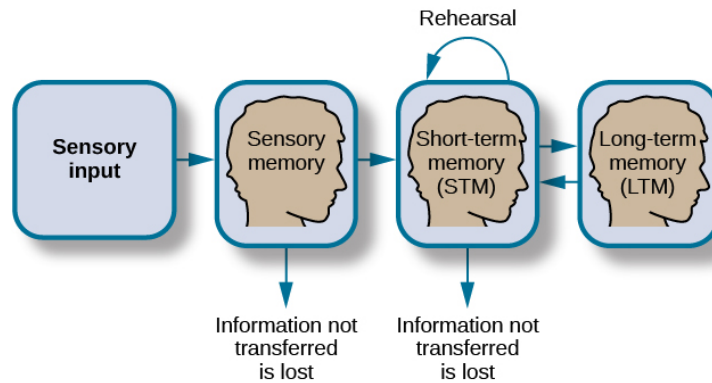 Rehearsal
Sensory
input
Sensory
memory
Short-term
memory
(STM)
Long-term
memory
(LTM)
Information not
transferred
is lost
Information not
transferred
is lost